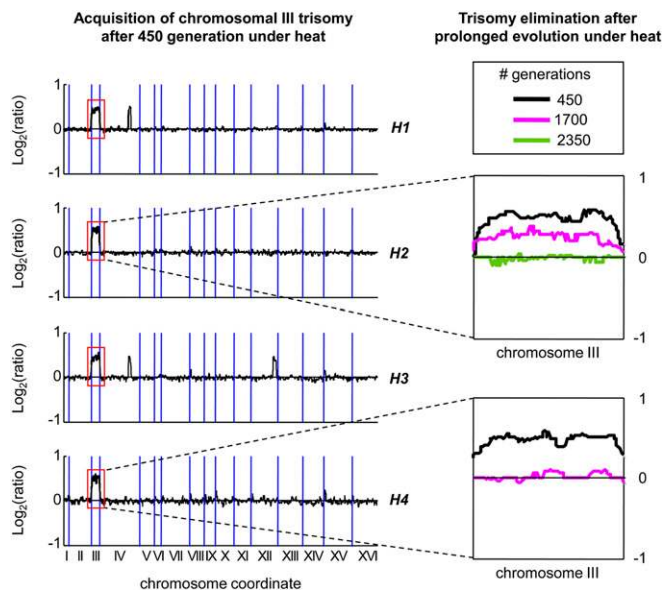 Acquisition of chromosomal III trisomy
after 450 generation under heat
Trisomy elimination after
prolonged evolution under heat
# generations
450
1700
2350
Log2(ratio)
1
0
-1
H1
Log2(ratio)
1
0
-1
H2
1
0
-1
chromosome III
Log2(ratio)
1
0
-1
H3
Log2(ratio)
1
0
-1
H4
1
0
-1
chromosome III
I II III IV V VI VII VIII IX X XI XII XIII XIV XV XVI
chromosome coordinate